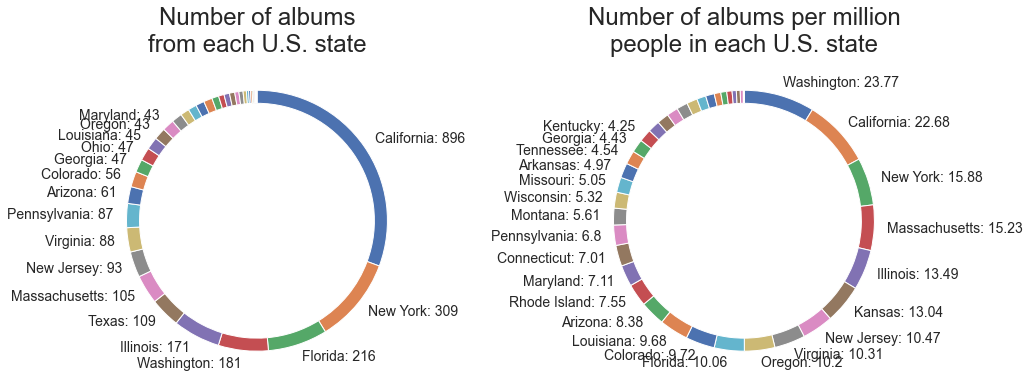 Number of albums
from each U.S. state
California: 896
New York: 309
Florida: 216
Washington: 181
Illinois: 171
Texas: 109
Massachusetts: 105
New Jersey: 93
Virginia: 88
Pennsylvania: 87
Arizona: 61
Colorado: 56
Georgia: 47
Ohio: 47
Louisiana: 45
Oregon: 43
Maryland: 43
Number of albums per million
people in each U.S. state
Washington: 23.77
California: 22.68
New York: 15.88
Massachusetts: 15.23
Illinois: 13.49
Kansas: 13.04
New Jersey: 10.47
Virginia: 10.31
Oregon: 10.2
Florida: 10.06
Colorado: 9.72
Louisiana: 9.68
Arizona: 8.38
Rhode Island: 7.55
Maryland: 7.11
Connecticut: 7.01
Pennsylvania: 6.8
Montana: 5.61
Wisconsin: 5.32
Missouri: 5.05
Arkansas: 4.97
Tennessee: 4.54
Georgia: 4.43
Kentucky: 4.25